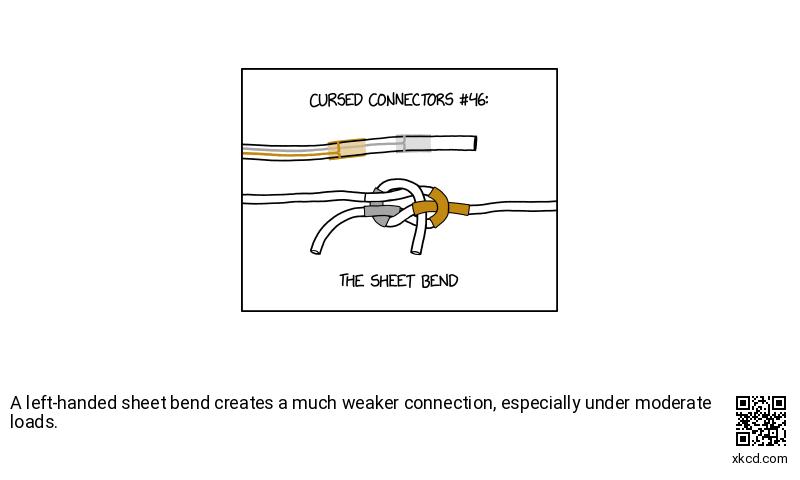 CURSED CONNECTORS #46:
THE SHEET BEND
A left-handed sheet bend creates a much weaker connection, especially under moderate
loads.
xkcd.com